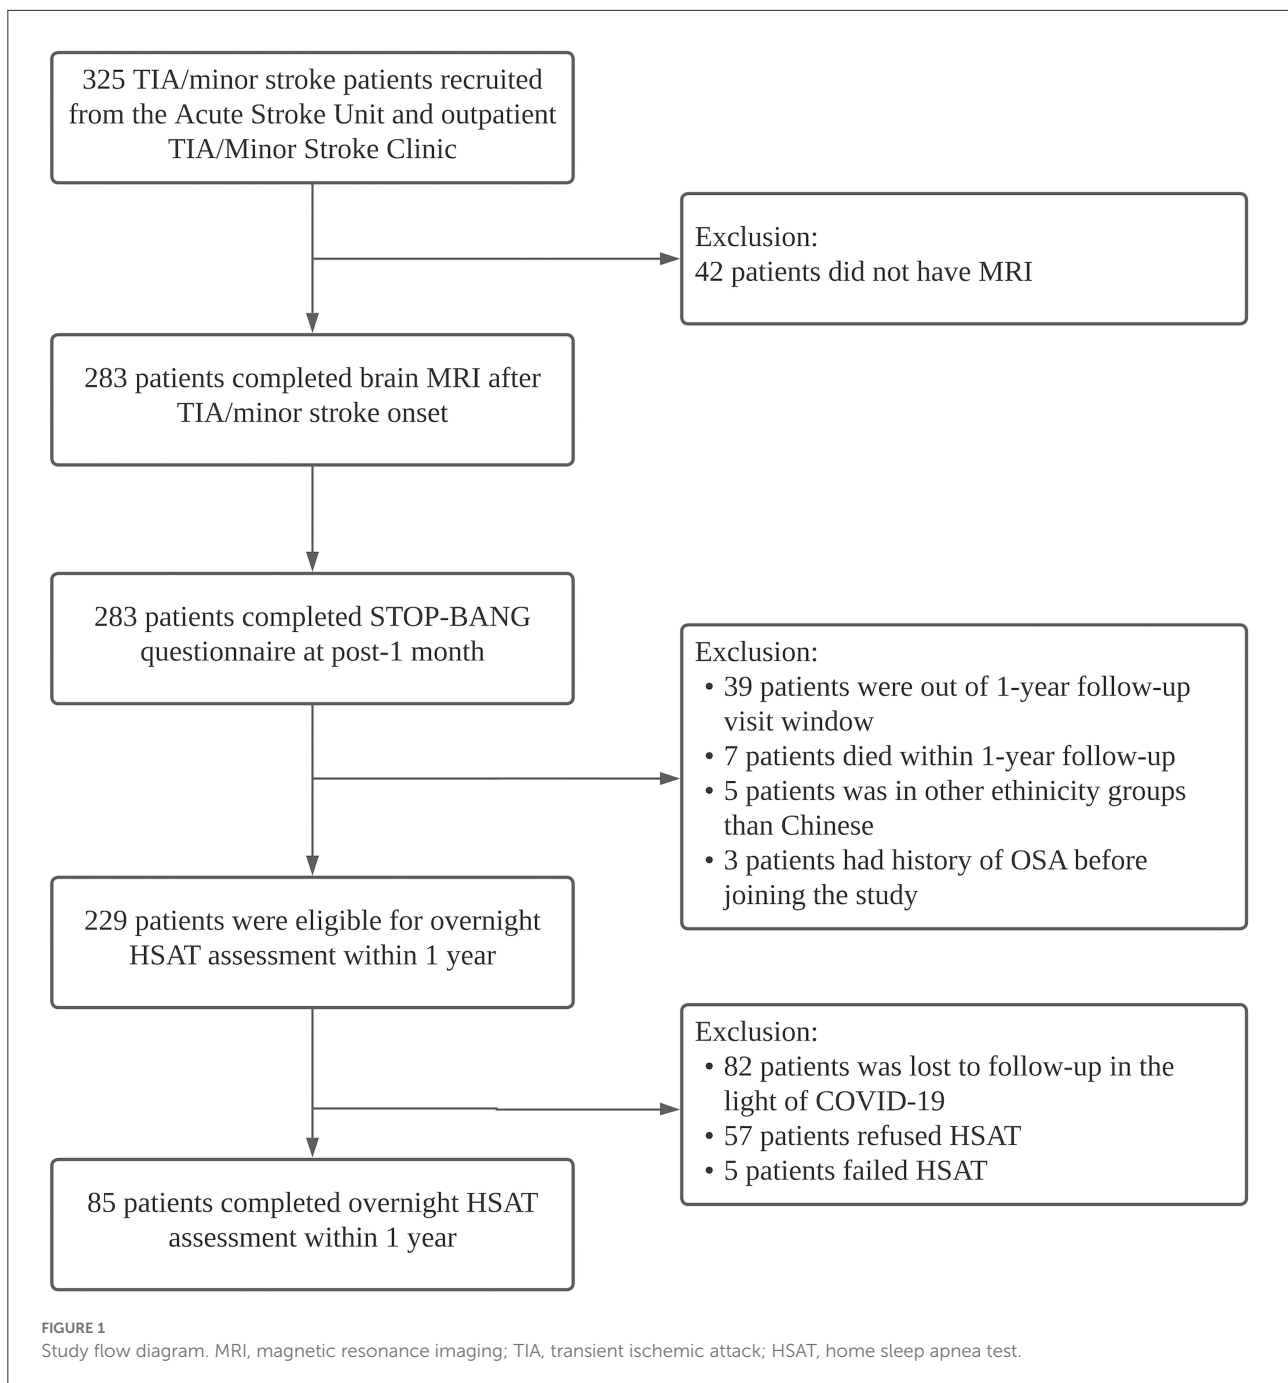 325 TIA/minor stroke patients recruited
from the Acute Stroke Unit and outpatient
TIA/Minor Stroke Clinic
Exclusion:
42 patients did not have MRI
283 patients completed brain MRI after
TIA/minor stroke onset
283 patients completed STOP-BANG
questionnaire at post-1 month
Exclusion:
• 39 patients were out of 1-year follow-up
visit window
• 7 patients died within 1-year follow-up
• 5 patients was in other ethinicity groups
than Chinese
• 3 patients had history of OSA before
joining the study
229 patients were eligible for overnight
HSAT assessment within 1 year
Exclusion:
• 82 patients was lost to follow-up in the
light of COVID-19
• 57 patients refused HSAT
• 5 patients failed HSAT
85 patients completed overnight HSAT
assessment within 1 year
FIGURE 1
Study flow diagram. MRI, magnetic resonance imaging; TIA, transient ischemic attack; HSAT, home sleep apnea test.